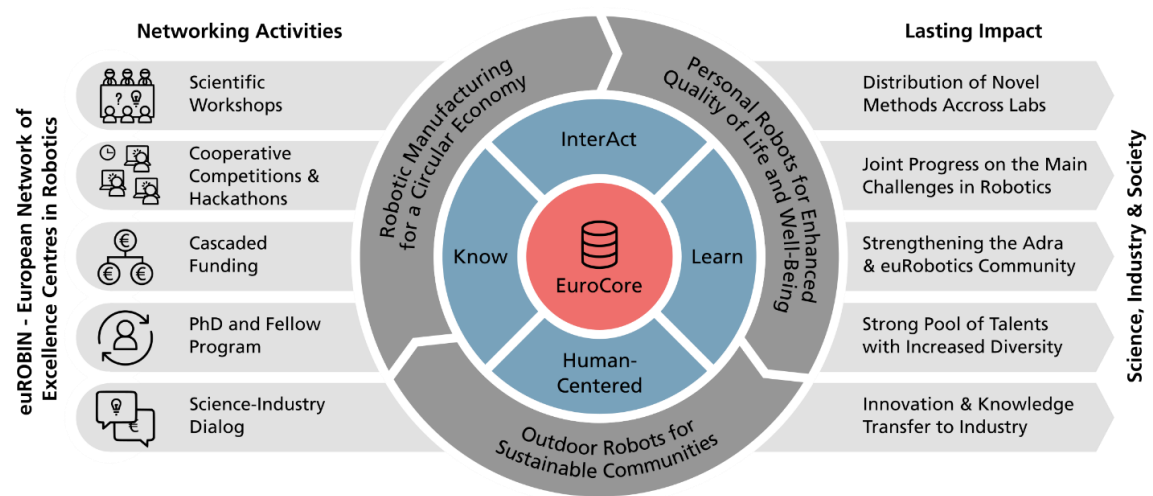 Networking Activities
euROBIN - European Network of
Excellence Centres in Robotics
Scientific
Workshops
Cooperative
Competitions &
Hackathons
Cascaded
Funding
PhD and Fellow
Program
Science-Industry
Dialog
Robotic Manufacturing
for a Circular Economy
Personal Robots for Enhanced
Quality of Life and Well-Being
Outdoor Robots for
Sustainable Communities
InterAct
Know
Learn
EuroCore
Human-
Centered
Lasting Impact
Distribution of Novel
Methods Accross Labs
Joint Progress on the Main
Challenges in Robotics
Strengthening the Adra
& euRobotics Community
Strong Pool of Talents
with Increased Diversity
Innovation & Knowledge
Transfer to Industry
Science, Industry & Society